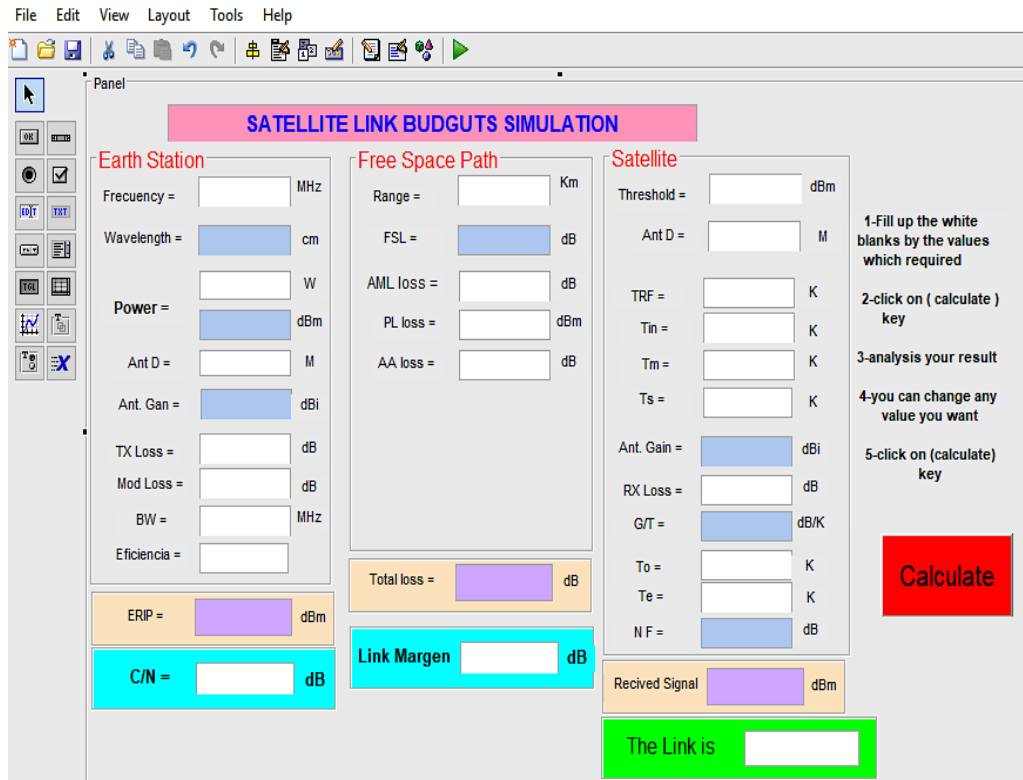 File Edit View Layout Tools Help
Panel
SATELLITE LINK BUDGUTS SIMULATION
Earth Station
Frecuency = MHz
Wavelength = cm
Power = W
dBm
Ant D = M
Ant. Gan = dBi
TX Loss = dB
Mod Loss = dB
BW = MHz
Eficiencia =
ERIP = dBm
C/N = dB
Free Space Path
Range = Km
FSL = dB
AML loss = dB
PL loss = dBm
AA loss = dB
Total loss = dB
Link Margen dB
Satellite
Threshold = dBm
Ant D = M
TRF = K
Tin = K
Tm = K
Ts = K
Ant. Gain = dBi
RX Loss = dB
G/T = dB/K
To = K
Te = K
N F = dB
Recived Signal dBm
The Link is
1-Fill up the white
blanks by the values
which required
2-click on ( calculate )
key
3-analysis your result
4-you can change any
value you want
5-click on (calculate)
key
Calculate
OK
EDIT
TXT
TGL